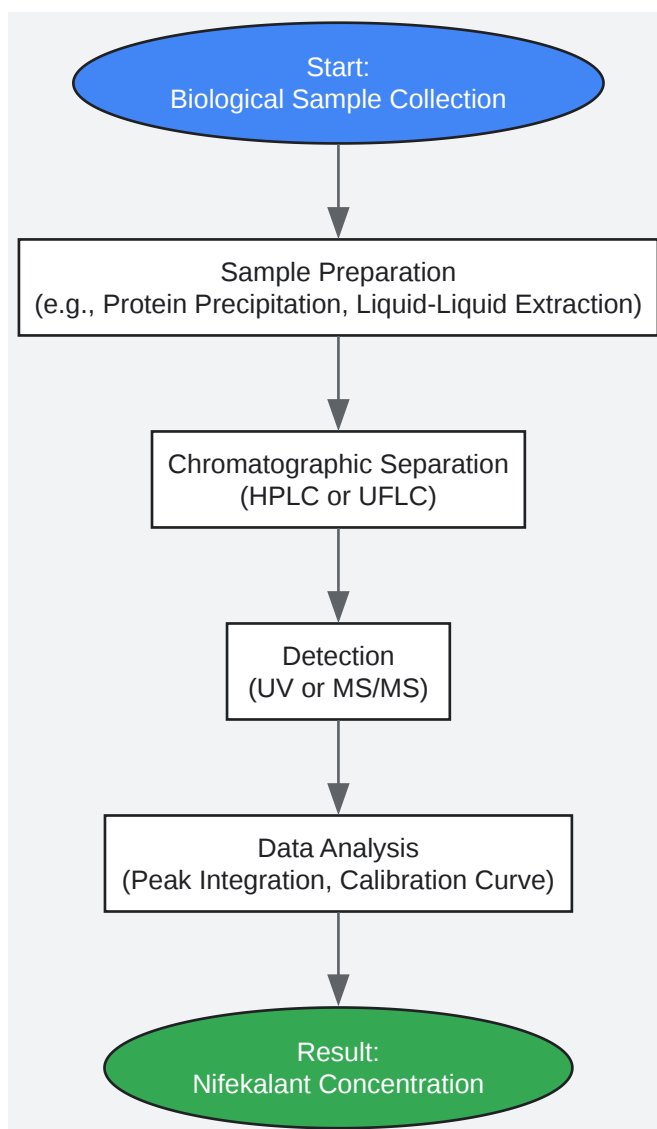 Start:
Biological Sample Collection
Sample Preparation
(e.g., Protein Precipitation, Liquid-Liquid Extraction)
Chromatographic Separation
(HPLC or UFLC)
Detection
(UV or MS/MS)
Data Analysis
(Peak Integration, Calibration Curve)
Result:
Nifekalant Concentration